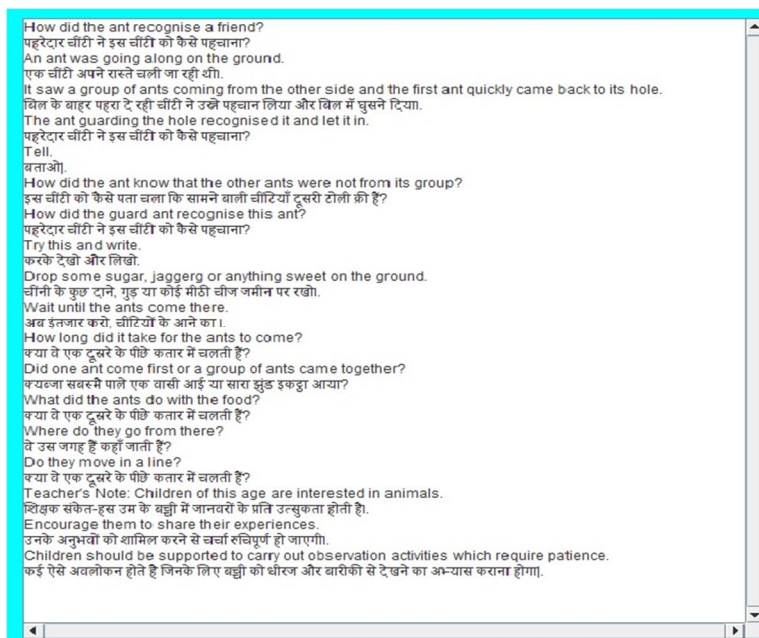 How did the ant recognise a friend?
पहरेदार चींटी ने इस चींटी को कैसे पहचाना?
An ant was going along on the ground.
एक चींटी अपने रास्ते चली जा रही थी।.
It saw a group of ants coming from the other side and the first ant quickly came back to its hole.
बिल के बाहर पहरा दे रही चींटी ने उस्ने पहचान लिया और बिल में घुसने दिया।.
The ant guarding the hole recognised it and let it in.
पहरेदार चींटी ने इस चींटी को कैसे पहचाना?
Tell.
बताओ|.
How did the ant know that the other ants were not from its group?
इस चींटी को कैसे पता चला कि सामने बाली चींटियाँ दूसरी टोली क्री हैं?
How did the guard ant recognise this ant?
पहरेदार चींटी ने इस चींटी को कैसे पहचाना?
Try this and write.
करके देखो और लिखो.
Drop some sugar, jaggerg or anything sweet on the ground.
चींनी के कुछ दाने, गुड़ या कोई मीठी चीज जमीन पर रखो।.
Wait until the ants come there.
अब इंतजार करो, चीटियों के आने का।.
How long did it take for the ants to come?
क्या वे एक दूसरे के पीछे कतार में चलती हैं?
Did one ant come first or a group of ants came together?
क्यब्जा सबस्मै पाले एक वासी आई या सारा झुंड इकट्ठा आया?
What did the ants do with the food?
क्या वे एक दूसरे के पीछे कतार में चलती हैं?
Where do they go from there?
वे उस जगह हैं कहाँ जाती हैं?
Do they move in a line?
क्या वे एक दूसरे के पीछे कतार में चलती हैं?
Teacher's Note: Children of this age are interested in animals.
शिक्षक संकेत-हस उम के बच्ची में जानवरों के प्रति उत्सुकता होती है।.
Encourage them to share their experiences.
उनके अनुभवों को शामिल करने से चर्चा रुचिपूर्ण हो जाएगी।.
Children should be supported to carry out observation activities which require patience.
कई ऐसे अवलोकन होते है जिनके लिए बच्ची को धीरज और बारीकी से देखने का अभ्यास कराना होगा|.